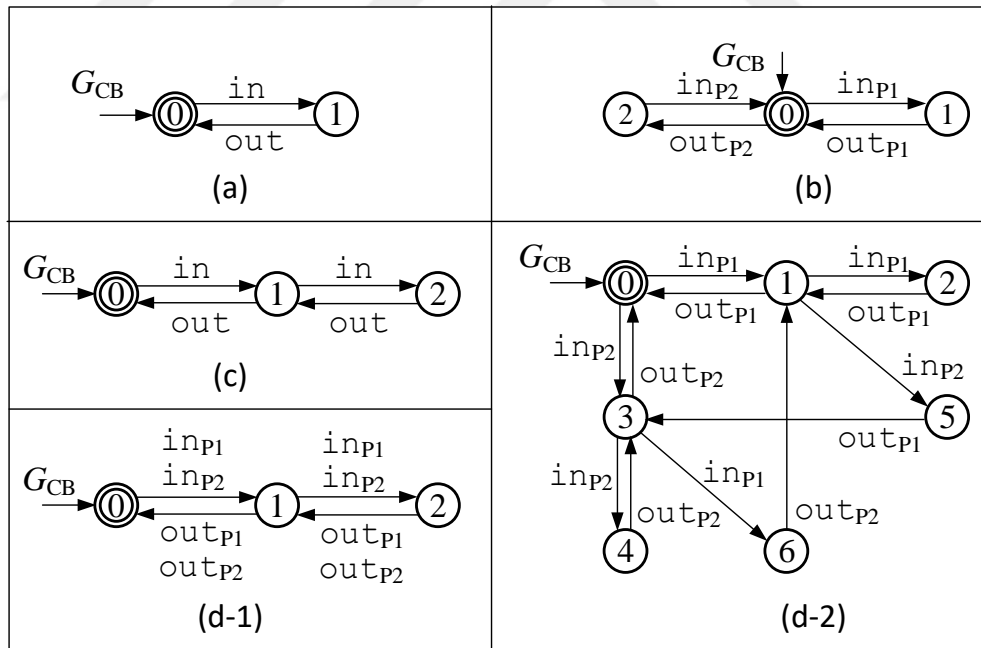 G_CB 0 in out 1
(a)
G_CB
2 in_P2 out_P2 0 in_P1 out_P1 1
(b)
G_CB 0 in out 1 in out 2
(c)
in_P1 in_P1
in_P2 in_P2
G_CB 0 1 2
out_P1 out_P1
out_P2 out_P2
(d-1)
G_CB 0 in_P1 1 in_P1 2
out_P1 out_P1
in_P2 out_P2 in_P2
3 out_P1 5
in_P2 out_P2 in_P1 out_P2
4 6
(d-2)